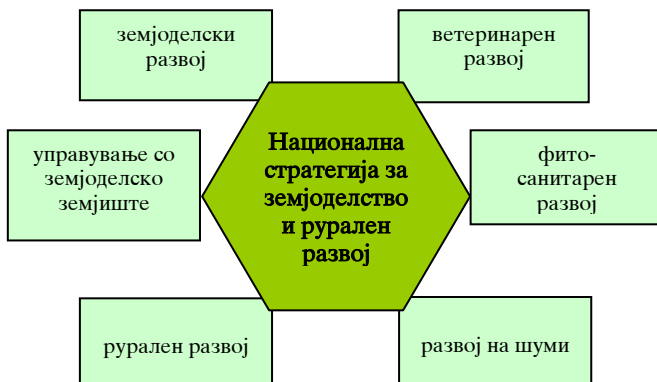 земјоделски
развој
ветеринарен
развој
управување со
земјоделско
земјиште
Национална
стратегија за
земјоделство
и рурален
развој
фито-
санитарен
развој
рурален развој
развој на шуми